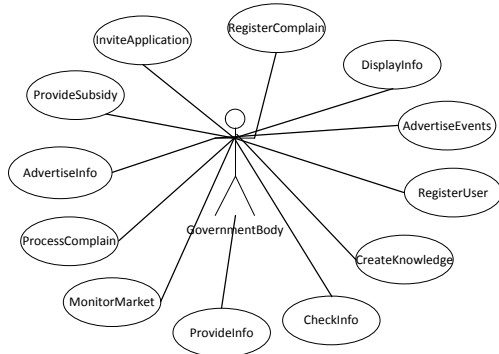 RegisterComplain
InviteApplication
DisplayInfo
ProvideSubsidy
AdvertiseEvents
AdvertiseInfo
RegisterUser
GovernmentBody
ProcessComplain
CreateKnowledge
MonitorMarket
CheckInfo
ProvideInfo